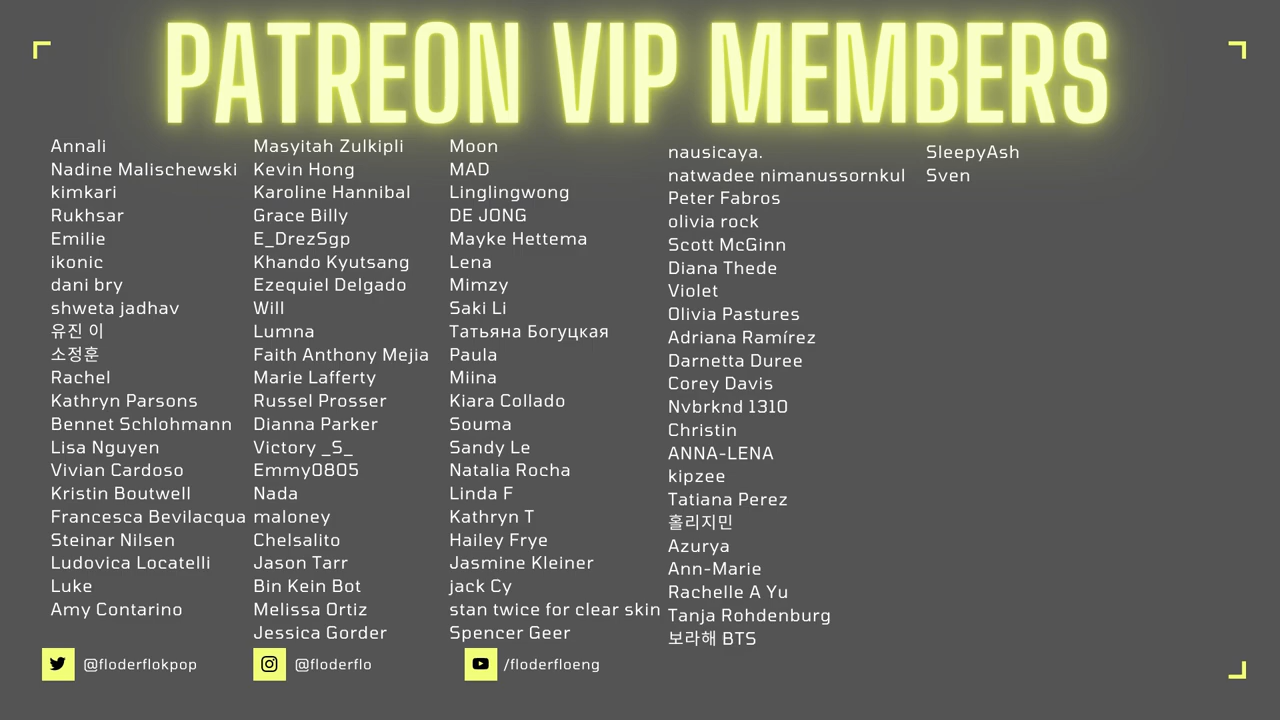 PATREON VIP MEMBERS
Annali
Nadine Malischewski
kimkari
Rukhsar
Emilie
ikonic
dani bry
shweta jadhav
유진 이
소정훈
Rachel
Kathryn Parsons
Bennet Schlohmann
Lisa Nguyen
Vivian Cardoso
Kristin Boutwell
Francesca Bevilacqua
Steinar Nilsen
Ludovica Locatelli
Luke
Amy Contarino
Masyitah Zulkipli
Kevin Hong
Karoline Hannibal
Grace Billy
E_DrezSgp
Khando Kyutsang
Ezequiel Delgado
Will
Lumna
Faith Anthony Mejia
Marie Lafferty
Russel Prosser
Dianna Parker
Victory _S_
Emmy0805
Nada
maloney
Chelsalito
Jason Tarr
Bin Kein Bot
Melissa Ortiz
Jessica Gorder
Moon
MAD
Linglingwong
DE JONG
Mayke Hettema
Lena
Mimzy
Saki Li
Татьяна Богуцкая
Paula
Miina
Kiara Collado
Souma
Sandy Le
Natalia Rocha
Linda F
Kathryn T
Hailey Frye
Jasmine Kleiner
jack Cy
stan twice for clear skin
Spencer Geer
nausicaya.
natwadee nimanussornkul
Peter Fabros
olivia rock
Scott McGinn
Diana Thede
Violet
Olivia Pastures
Adriana Ramírez
Darnetta Duree
Corey Davis
Nvbrknd 1310
Christin
ANNA-LENA
kipzee
Tatiana Perez
홀리지민
Azurya
Ann-Marie
Rachelle A Yu
Tanja Rohdenburg
보라해 BTS
SleepyAsh
Sven
@floderflokpop
@floderflo
/floderfloeng